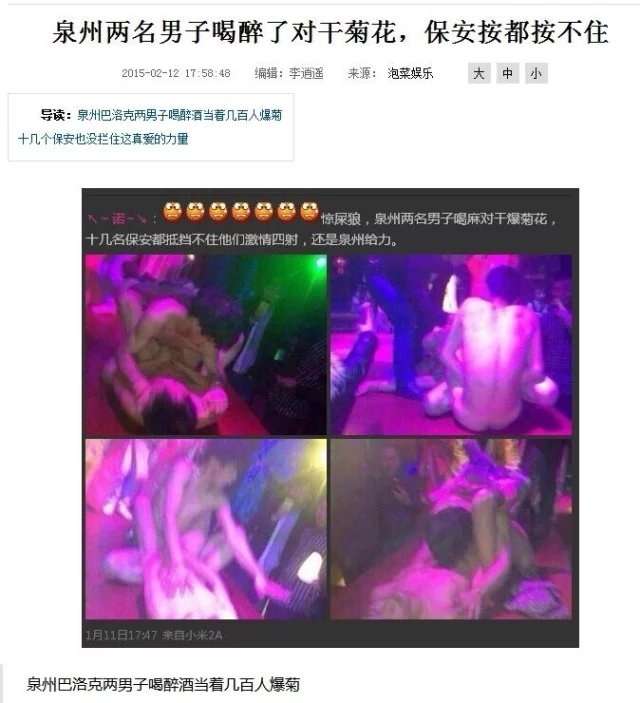 泉州两名男子喝醉了对干菊花，保安按都按不住
2015-02-12 17:58:48 编辑：李逍遥 来源： 泡菜娱乐 大 中 小
导读：泉州巴洛克两男子喝醉酒当着几百人爆菊
十几个保安也没拦住这真爱的力量
↖～诺～↘：惊屎狼，泉州两名男子喝麻对干爆菊花，
十几名保安都抵挡不住他们激情四射，还是泉州给力。
1月11日17:47 来自小米2A
泉州巴洛克两男子喝醉酒当着几百人爆菊